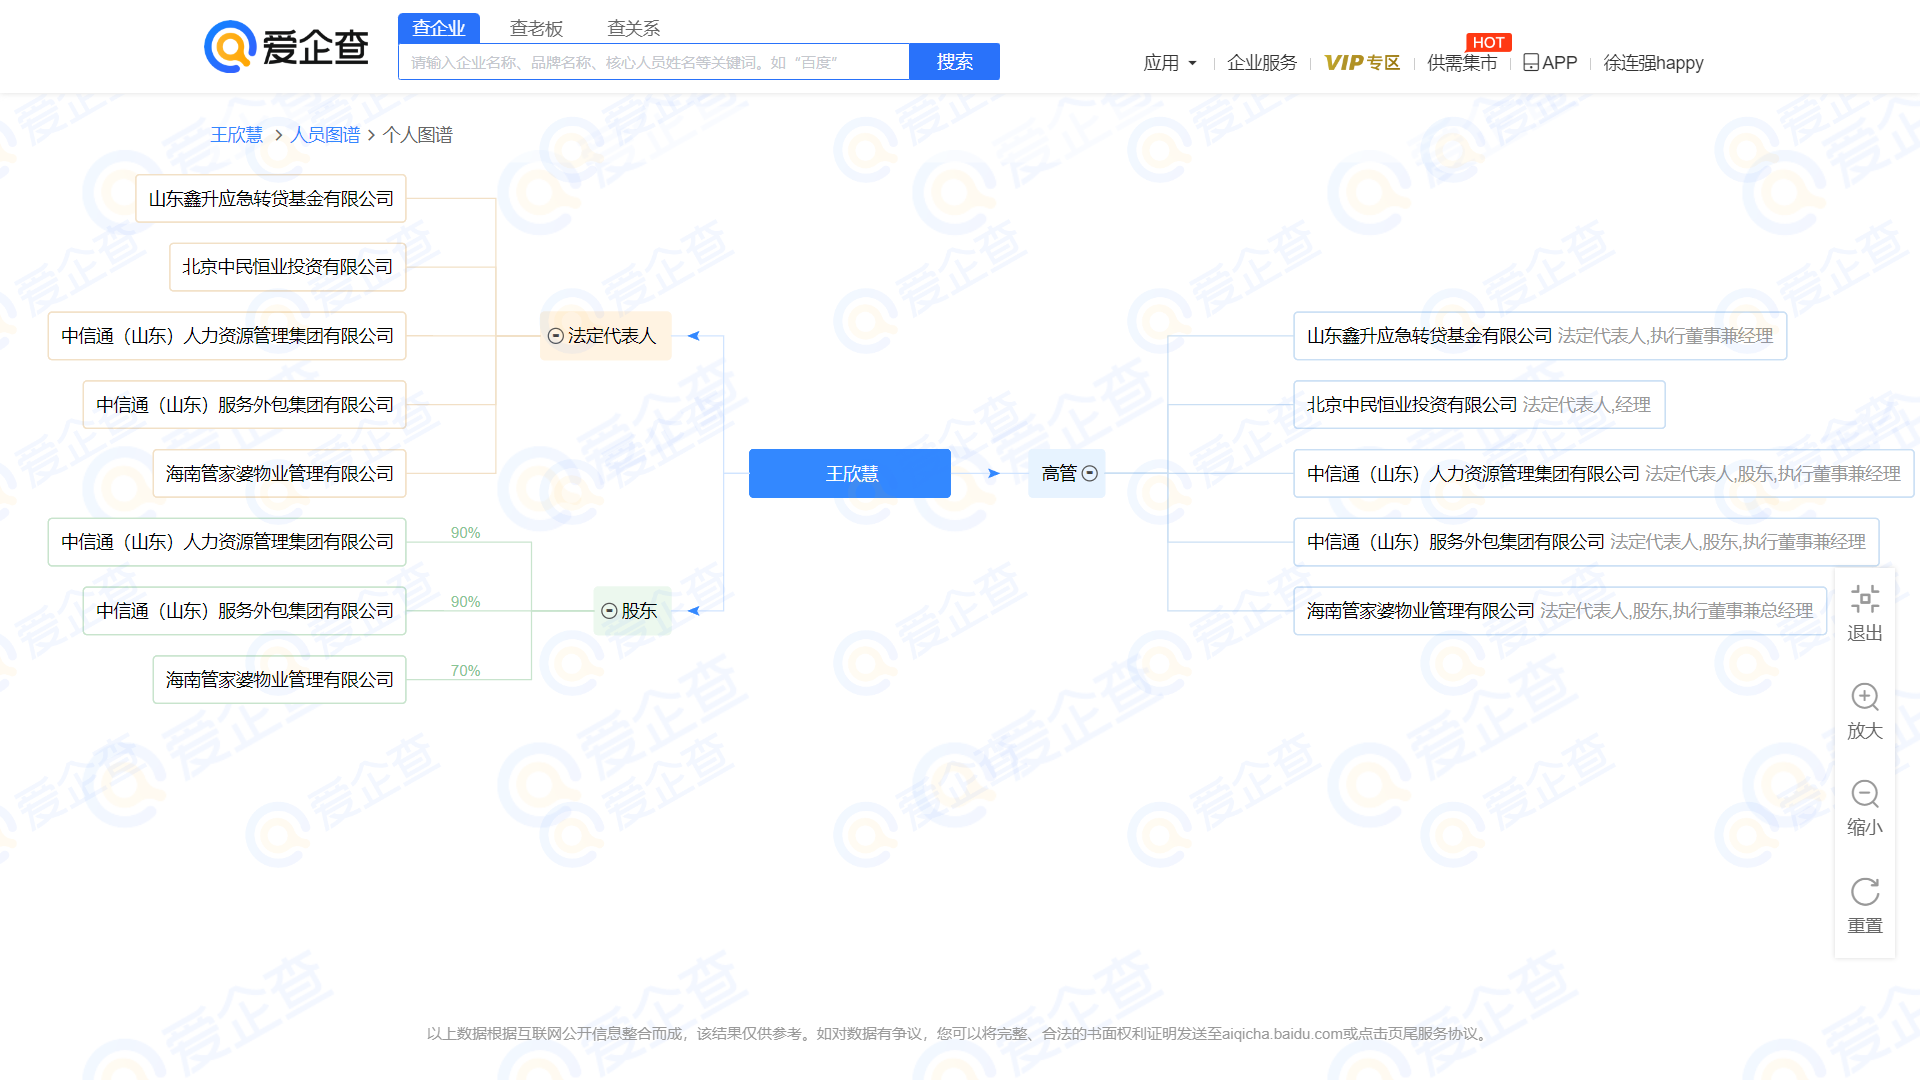 爱企查
查企业
查老板
查关系
请输入企业名称、品牌名称、核心人员姓名等关键词。如“百度”
搜索
应用
企业服务
VIP专区
供需集市
HOT
APP
徐连强happy
王欣慧 > 人员图谱 > 个人图谱
山东鑫升应急转贷基金有限公司
北京中民恒业投资有限公司
中信通（山东）人力资源管理集团有限公司
中信通（山东）服务外包集团有限公司
海南管家婆物业管理有限公司
法定代表人
中信通（山东）人力资源管理集团有限公司
90%
中信通（山东）服务外包集团有限公司
90%
海南管家婆物业管理有限公司
70%
股东
王欣慧
高管
山东鑫升应急转贷基金有限公司 法定代表人,执行董事兼经理
北京中民恒业投资有限公司 法定代表人,经理
中信通（山东）人力资源管理集团有限公司 法定代表人,股东,执行董事兼经理
中信通（山东）服务外包集团有限公司 法定代表人,股东,执行董事兼经理
海南管家婆物业管理有限公司 法定代表人,股东,执行董事兼总经理
退出
放大
缩小
重置
以上数据根据互联网公开信息整合而成，该结果仅供参考。如对数据有争议，您可以将完整、合法的书面权利证明发送至aiqicha.baidu.com或点击页尾服务协议。